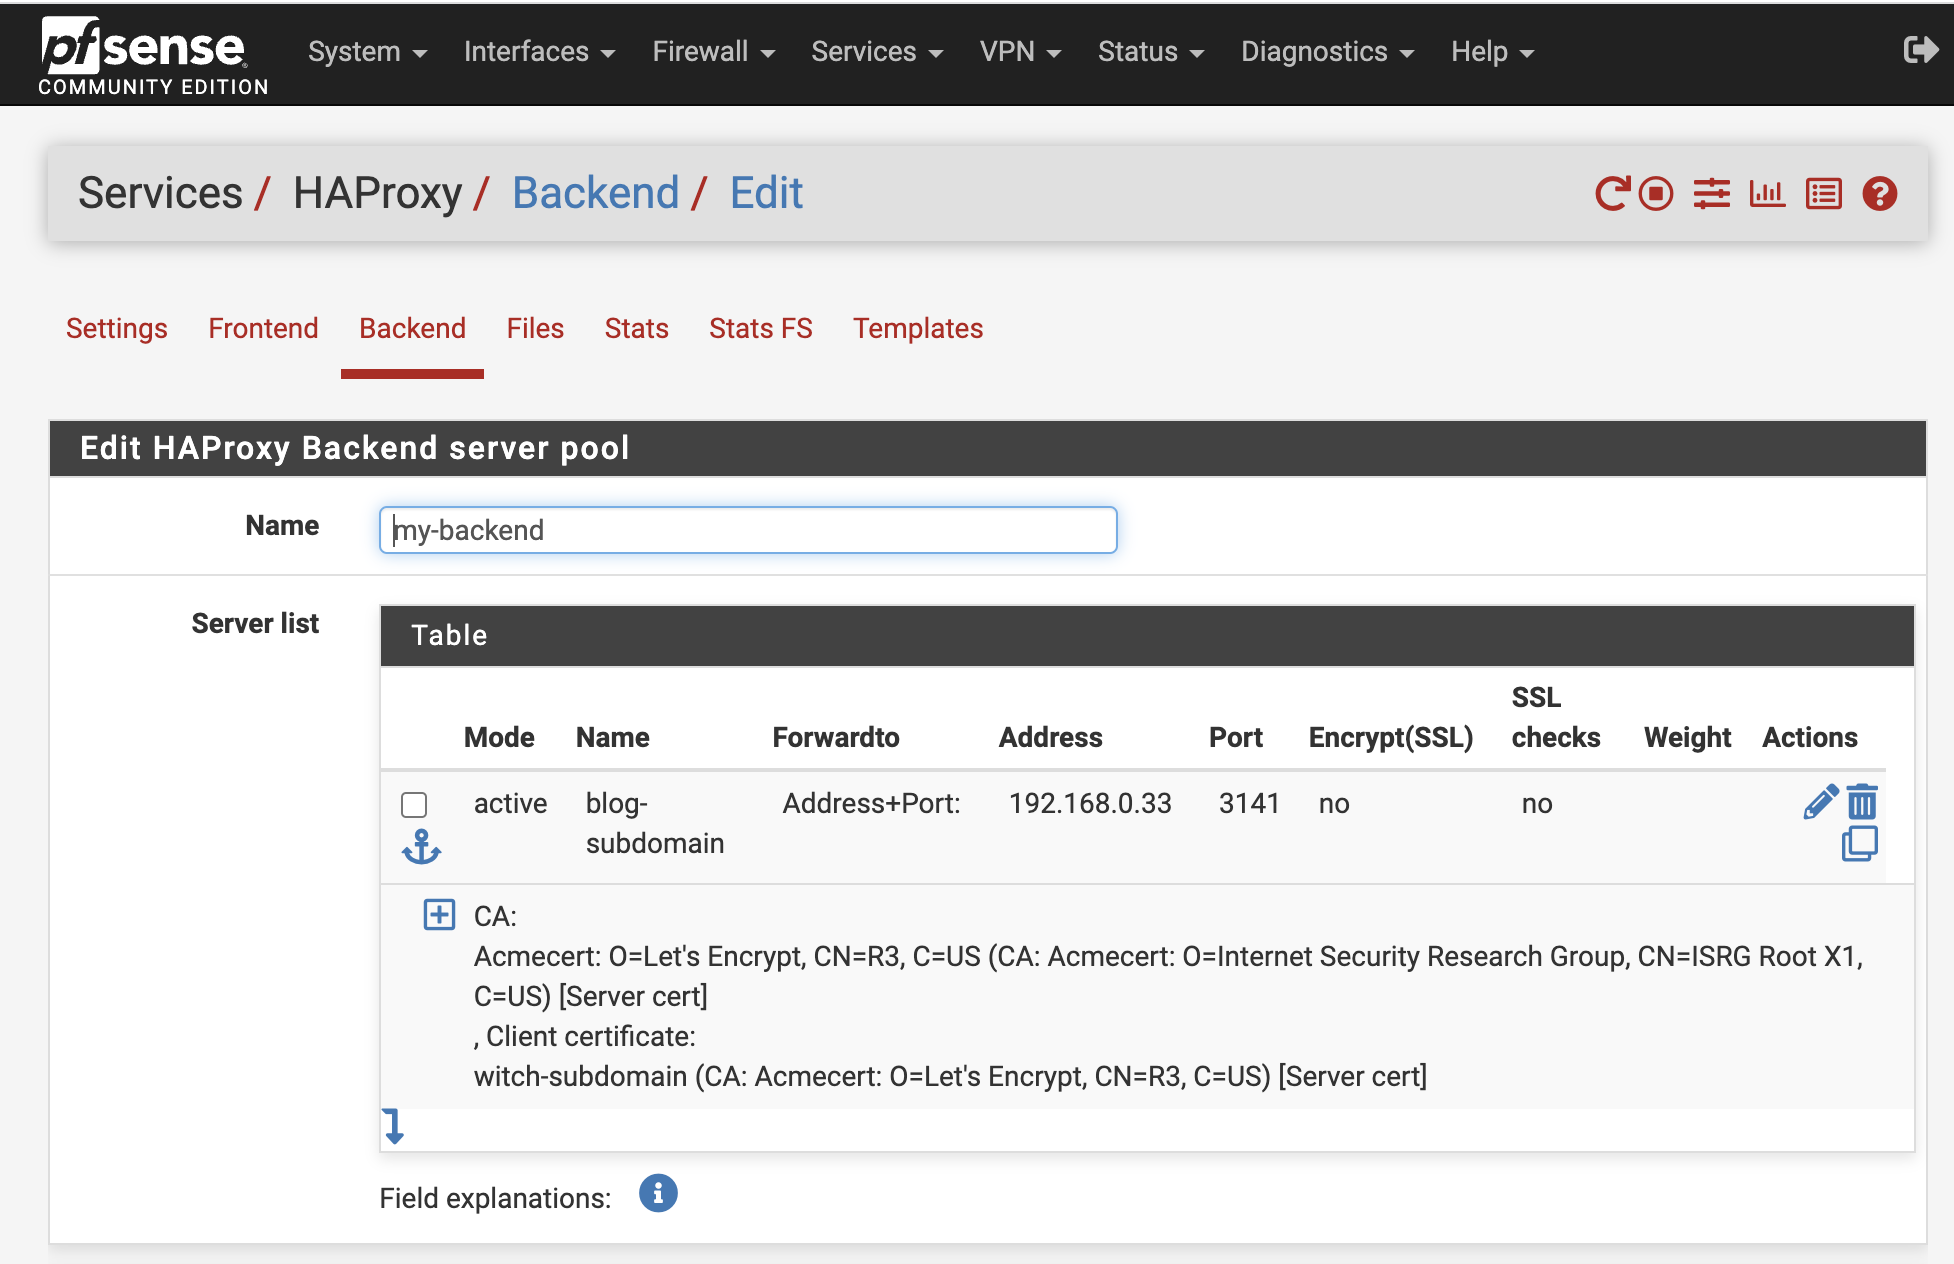 pfsense
COMMUNITY EDITION
System Interfaces Firewall Services VPN Status Diagnostics Help
Services / HAProxy / Backend / Edit
Settings Frontend Backend Files Stats Stats FS Templates
Edit HAProxy Backend server pool
Name my-backend
Server list
Table
Mode Name Forwardto Address Port Encrypt(SSL) SSL checks Weight Actions
active blog-subdomain Address+Port: 192.168.0.33 3141 no no
CA:
Acmecert: O=Let's Encrypt, CN=R3, C=US (CA: Acmecert: O=Internet Security Research Group, CN=ISRG Root X1,
C=US) [Server cert]
, Client certificate:
witch-subdomain (CA: Acmecert: O=Let's Encrypt, CN=R3, C=US) [Server cert]
Field explanations: